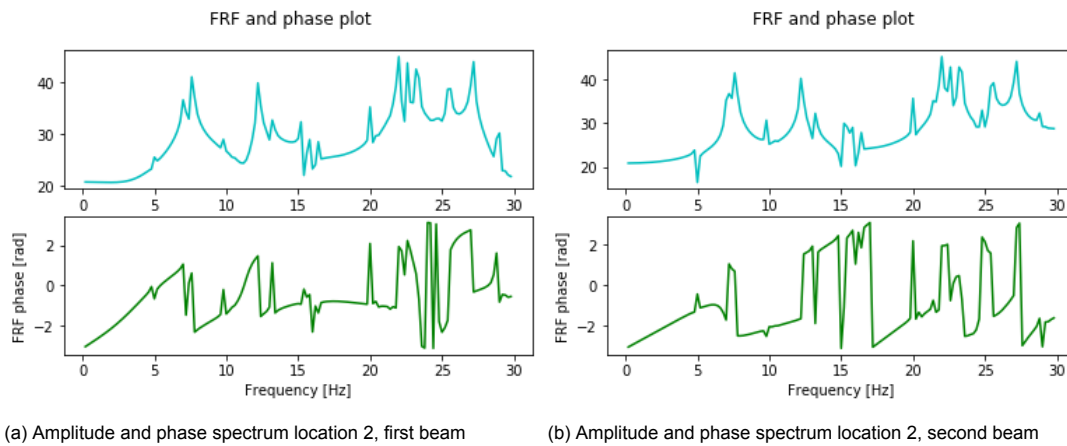 FRF and phase plot
40
30
20
0 5 10 15 20 25 30
FRF phase [rad]
2
0
−2
0 5 10 15 20 25 30
Frequency [Hz]
(a) Amplitude and phase spectrum location 2, first beam
FRF and phase plot
40
30
20
0 5 10 15 20 25 30
FRF phase [rad]
2
0
−2
0 5 10 15 20 25 30
Frequency [Hz]
(b) Amplitude and phase spectrum location 2, second beam